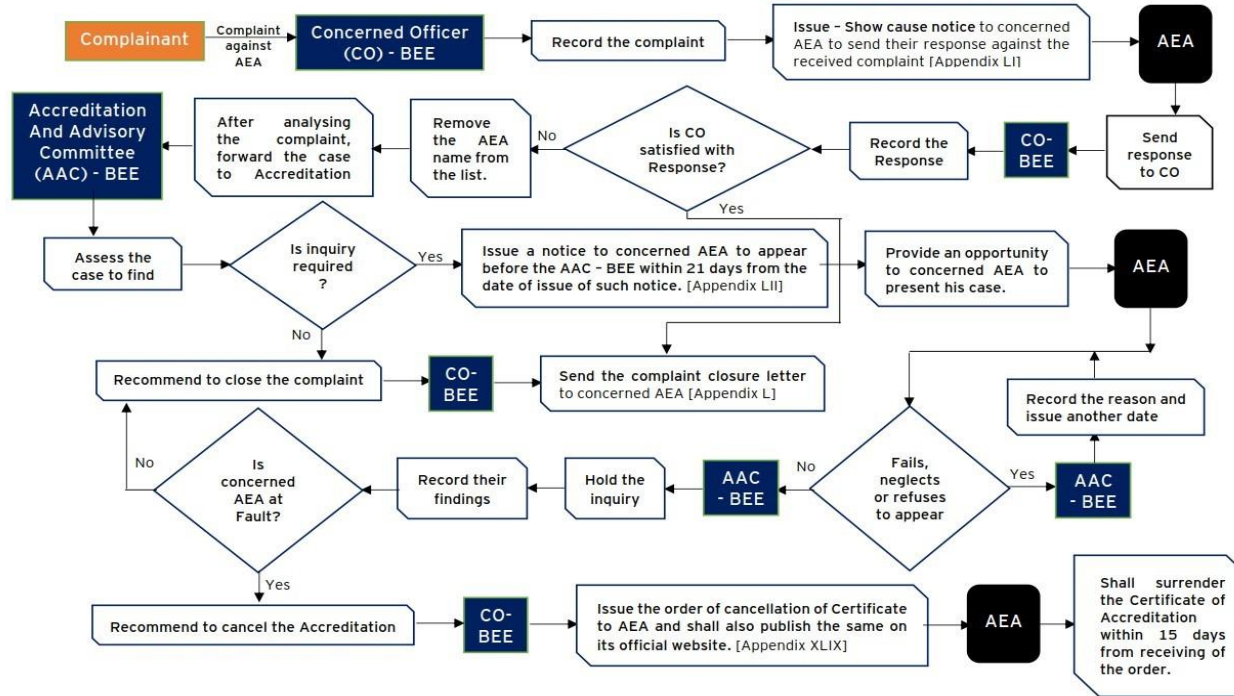 Complainant
Complaint
against
AEA
Concerned Officer
(CO) - BEE
Record the complaint
Issue – Show cause notice to concerned
AEA to send their response against the
received complaint [Appendix LI]
AEA
Accreditation
And Advisory
Committee
(AAC) - BEE
After analysing
the complaint,
forward the case
to Accreditation
Remove
the AEA
name from
the list.
No
Is CO
satisfied with
Response?
Yes
Record the
Response
CO-
BEE
Send
response
to CO
Assess the
case to find
Is inquiry
required
?
Yes
No
Issue a notice to concerned AEA to appear
before the AAC – BEE within 21 days from the
date of issue of such notice. [Appendix LII]
Provide an opportunity
to concerned AEA to
present his case.
AEA
Recommend to close the complaint
CO-
BEE
Send the complaint closure letter
to concerned AEA [Appendix L]
Record the reason and
issue another date
No
Is
concerned
AEA at
Fault?
Yes
Record their
findings
Hold the
inquiry
AAC
- BEE
No
Fails,
neglects
or refuses
to appear
Yes
AAC
- BEE
Recommend to cancel the Accreditation
CO-
BEE
Issue the order of cancellation of Certificate
to AEA and shall also publish the same on
its official website. [Appendix XLIX]
AEA
Shall surrender
the Certificate of
Accreditation
within 15 days
from receiving of
the order.